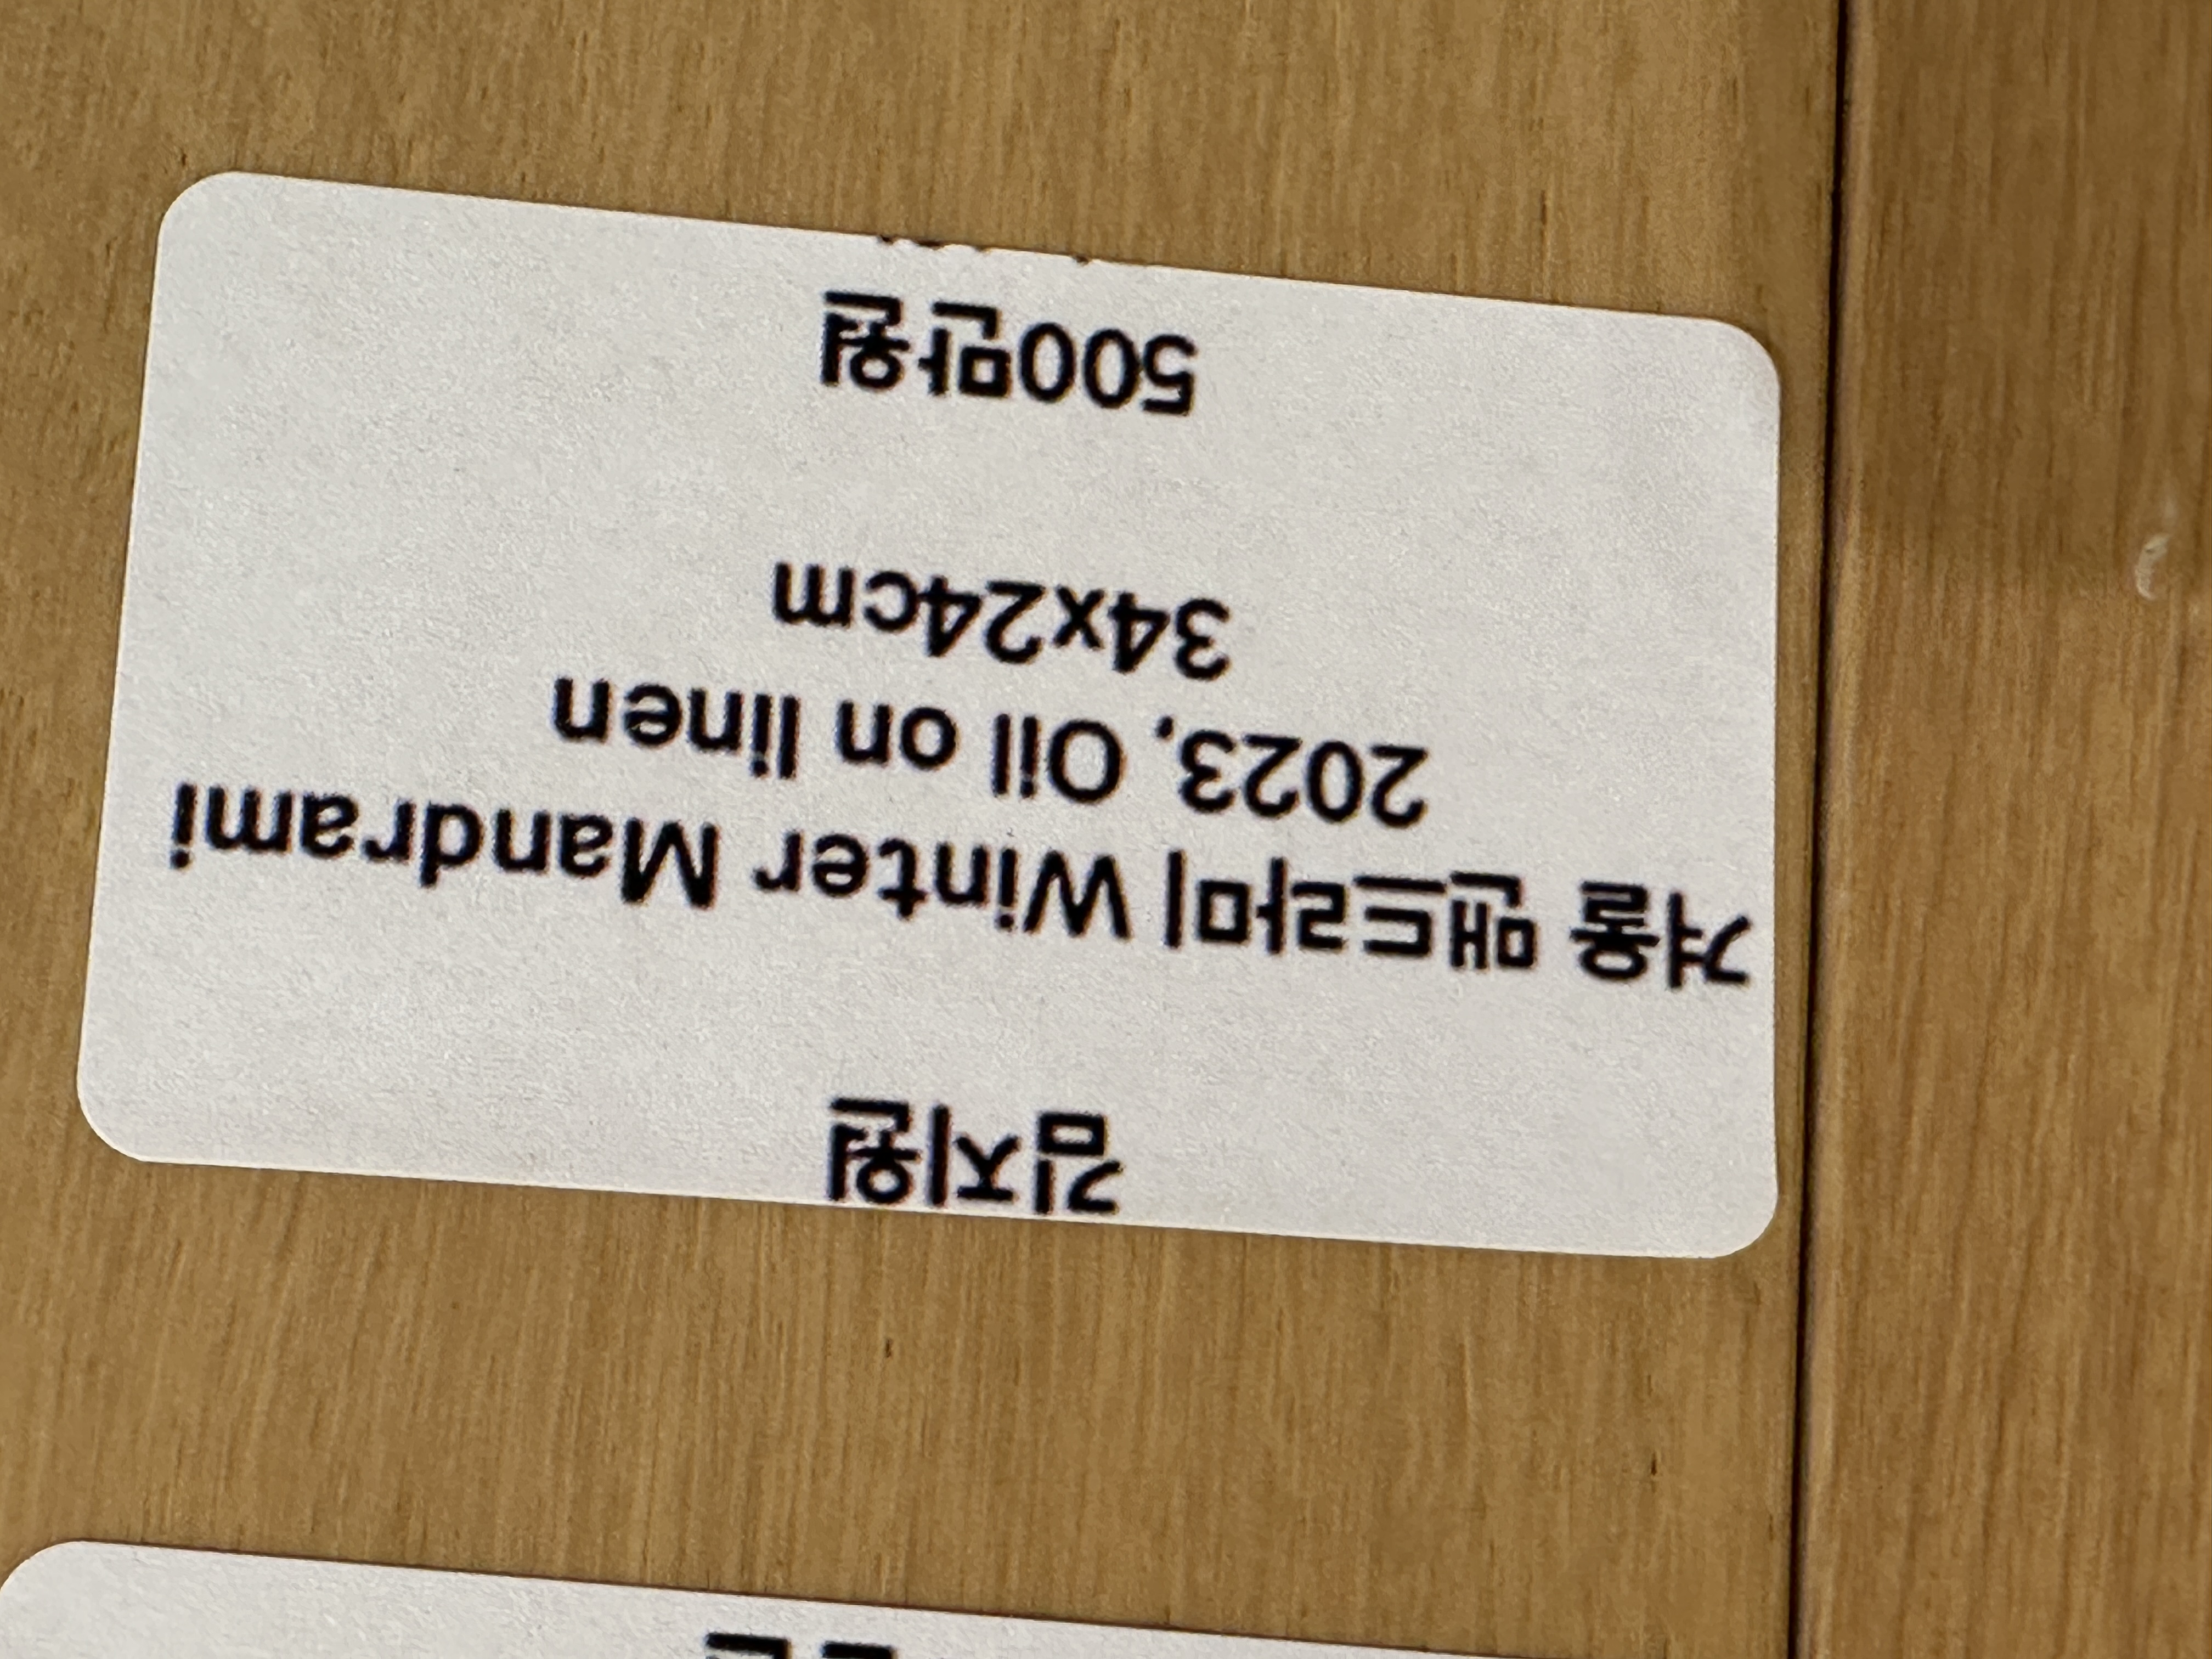 김지원
겨울 맨드라미 Winter Mandrami
2023, Oil on linen
34x24cm
500만원